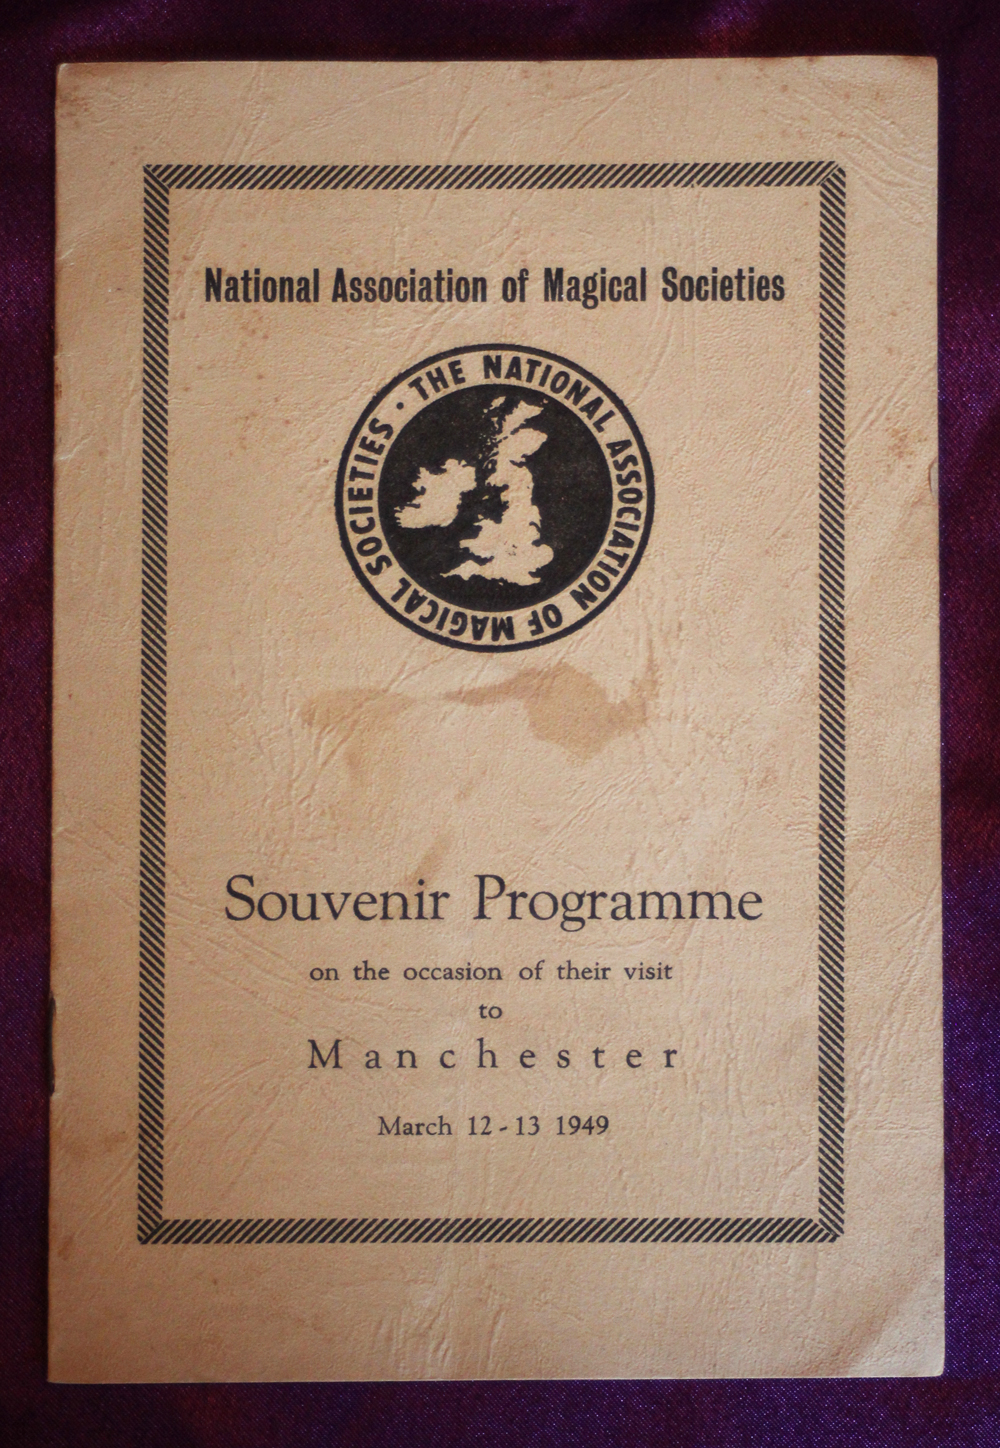 National Association of Magical Societies
THE NATIONAL ASSOCIATION OF MAGICAL SOCIETIES ·
Souvenir Programme
on the occasion of their visit
to
Manchester
March 12 - 13 1949